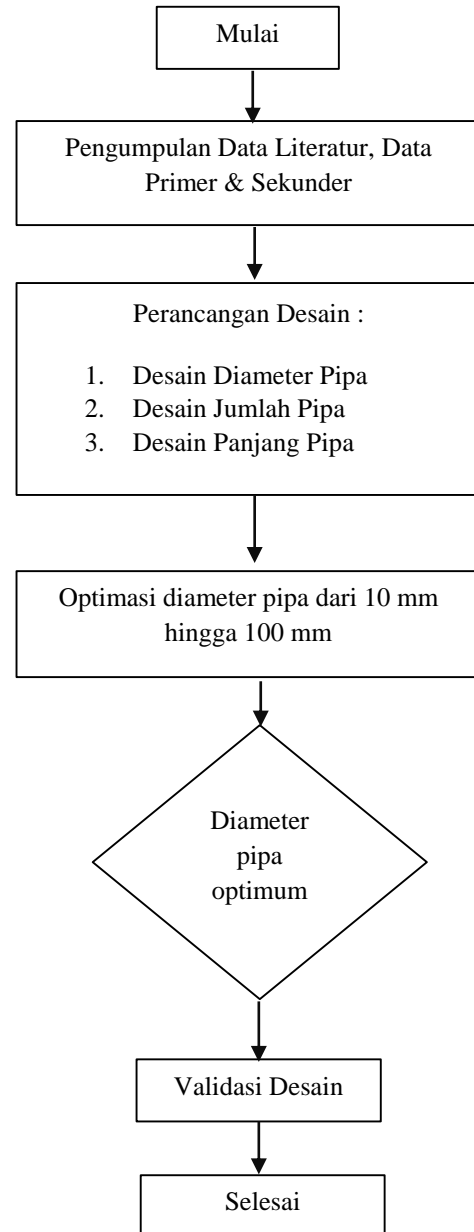 Mulai
Pengumpulan Data Literatur, Data
Primer & Sekunder
Perancangan Desain :
1. Desain Diameter Pipa
2. Desain Jumlah Pipa
3. Desain Panjang Pipa
Optimasi diameter pipa dari 10 mm
hingga 100 mm
Diameter
pipa
optimum
Validasi Desain
Selesai